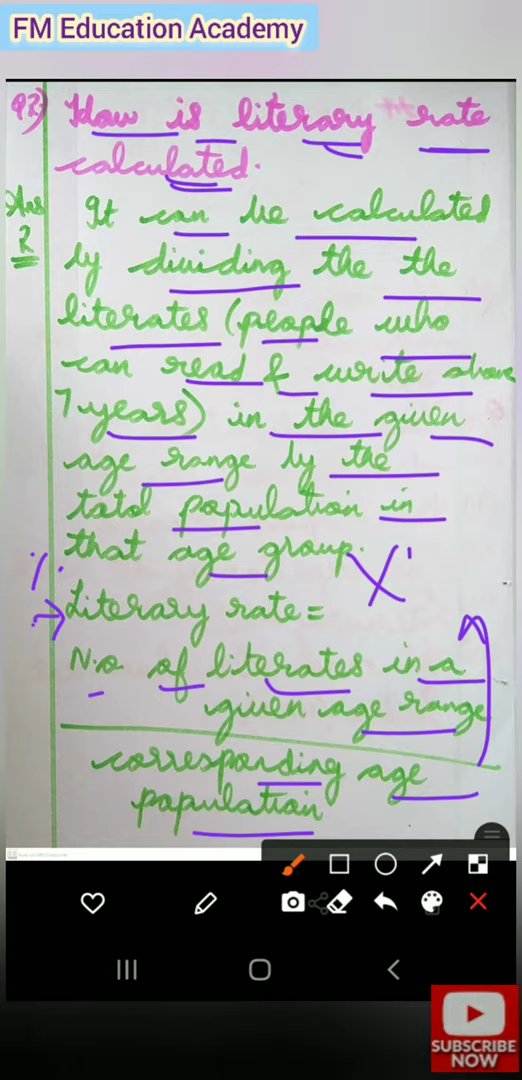 FM Education Academy
Q2) How is literary rate
calculated.
Ans 2 It can be calculated
by dividing the the
literates (people who
can read & write above
7 years) in the given
age range by the
total population in
that age group.
Literary rate =
No. of literates in a
given age range
corresponding age
population
SUBSCRIBE
NOW